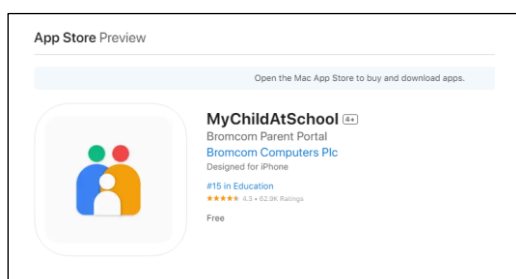 App Store Preview
Open the Mac App Store to buy and download apps.
MyChildAtSchool 4+
Bromcom Parent Portal
Bromcom Computers Plc
Designed for iPhone
#15 in Education
★★★★★ 4.3 • 62.9K Ratings
Free